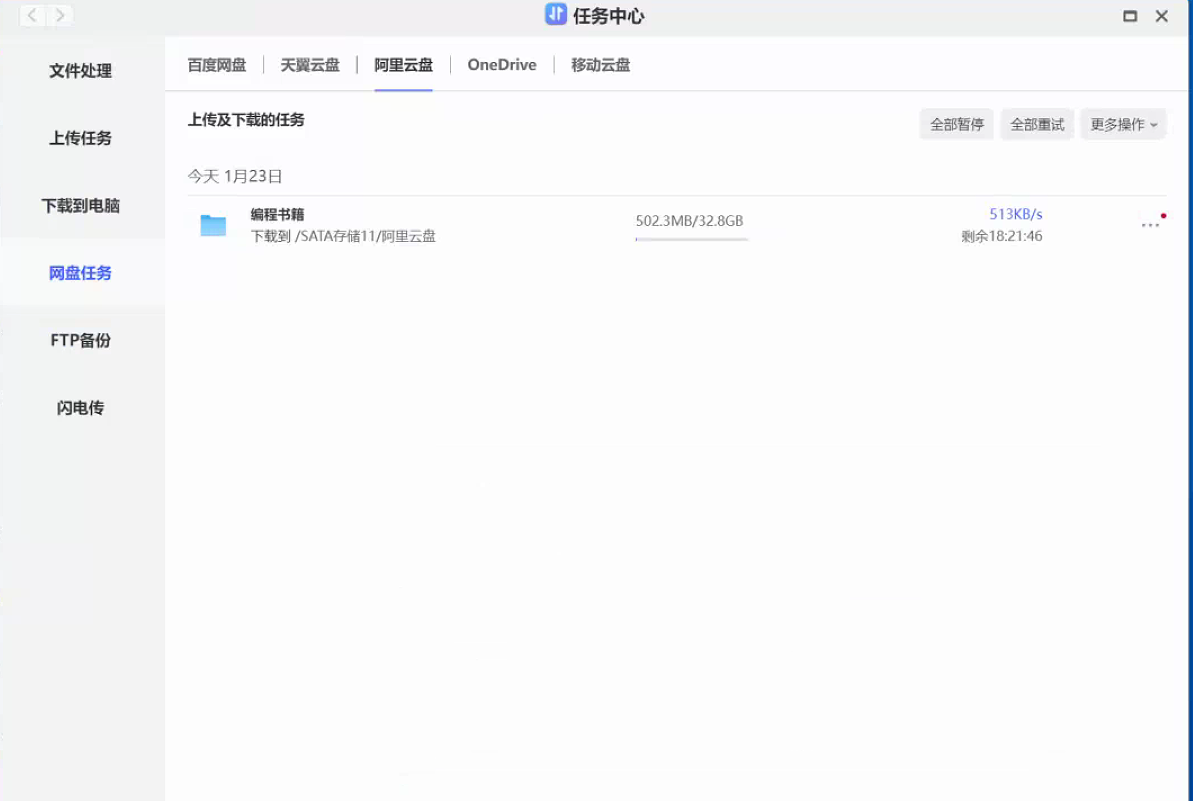 任务中心
文件处理
上传任务
下载到电脑
网盘任务
FTP备份
闪电传
百度网盘 天翼云盘 阿里云盘 OneDrive 移动云盘
上传及下载的任务
全部暂停 全部重试 更多操作
今天 1月23日
编程书籍
下载到 /SATA存储11/阿里云盘
502.3MB/32.8GB
513KB/s
剩余18:21:46